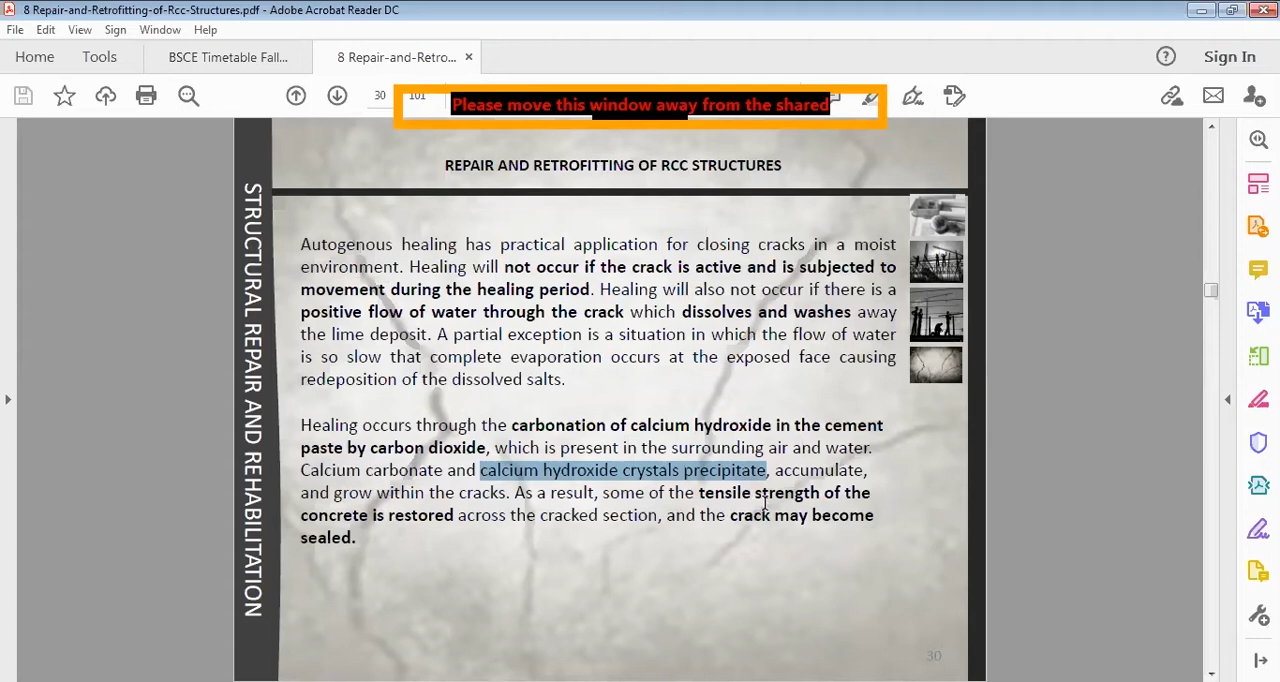 8 Repair-and-Retrofitting-of-Rcc-Structures.pdf - Adobe Acrobat Reader DC
File Edit View Sign Window Help
Home Tools BSCE Timetable Fall... 8 Repair-and-Retro... × Sign In
30 101
Please move this window away from the shared
REPAIR AND RETROFITTING OF RCC STRUCTURES
STRUCTURAL REPAIR AND REHABILITATION
Autogenous healing has practical application for closing cracks in a moist
environment. Healing will not occur if the crack is active and is subjected to
movement during the healing period. Healing will also not occur if there is a
positive flow of water through the crack which dissolves and washes away
the lime deposit. A partial exception is a situation in which the flow of water
is so slow that complete evaporation occurs at the exposed face causing
redeposition of the dissolved salts.
Healing occurs through the carbonation of calcium hydroxide in the cement
paste by carbon dioxide, which is present in the surrounding air and water.
Calcium carbonate and calcium hydroxide crystals precipitate, accumulate,
and grow within the cracks. As a result, some of the tensile strength of the
concrete is restored across the cracked section, and the crack may become
sealed.
30